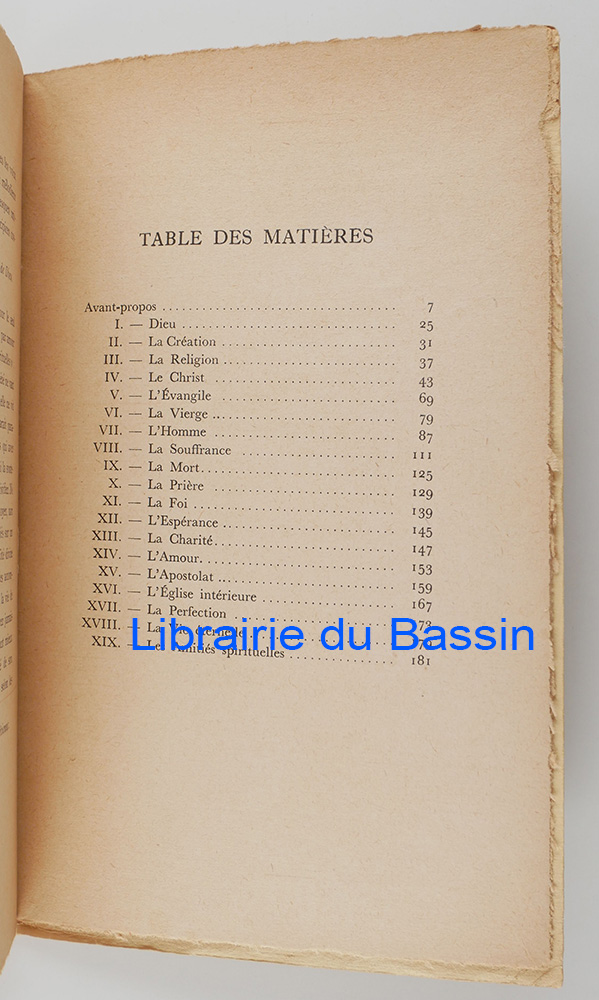 TABLE DES MATIÈRES
Avant-propos .................................. 7
I. — Dieu .................................. 25
II. — La Création .................................. 31
III. — La Religion .................................. 37
IV. — Le Christ .................................. 43
V. — L'Évangile .................................. 69
VI. — La Vierge .................................. 79
VII. — L'Homme .................................. 87
VIII. — La Souffrance .................................. 111
IX. — La Mort .................................. 125
X. — La Prière .................................. 129
XI. — La Foi .................................. 139
XII. — L'Espérance .................................. 145
XIII. — La Charité .................................. 147
XIV. — L'Amour .................................. 153
XV. — L'Apostolat .................................. 159
XVI. — L'Église intérieure .................................. 167
XVII. — La Perfection .................................. 173
XVIII. — La
XIX. — spirituelles .................................. 181
Librairie du Bassin